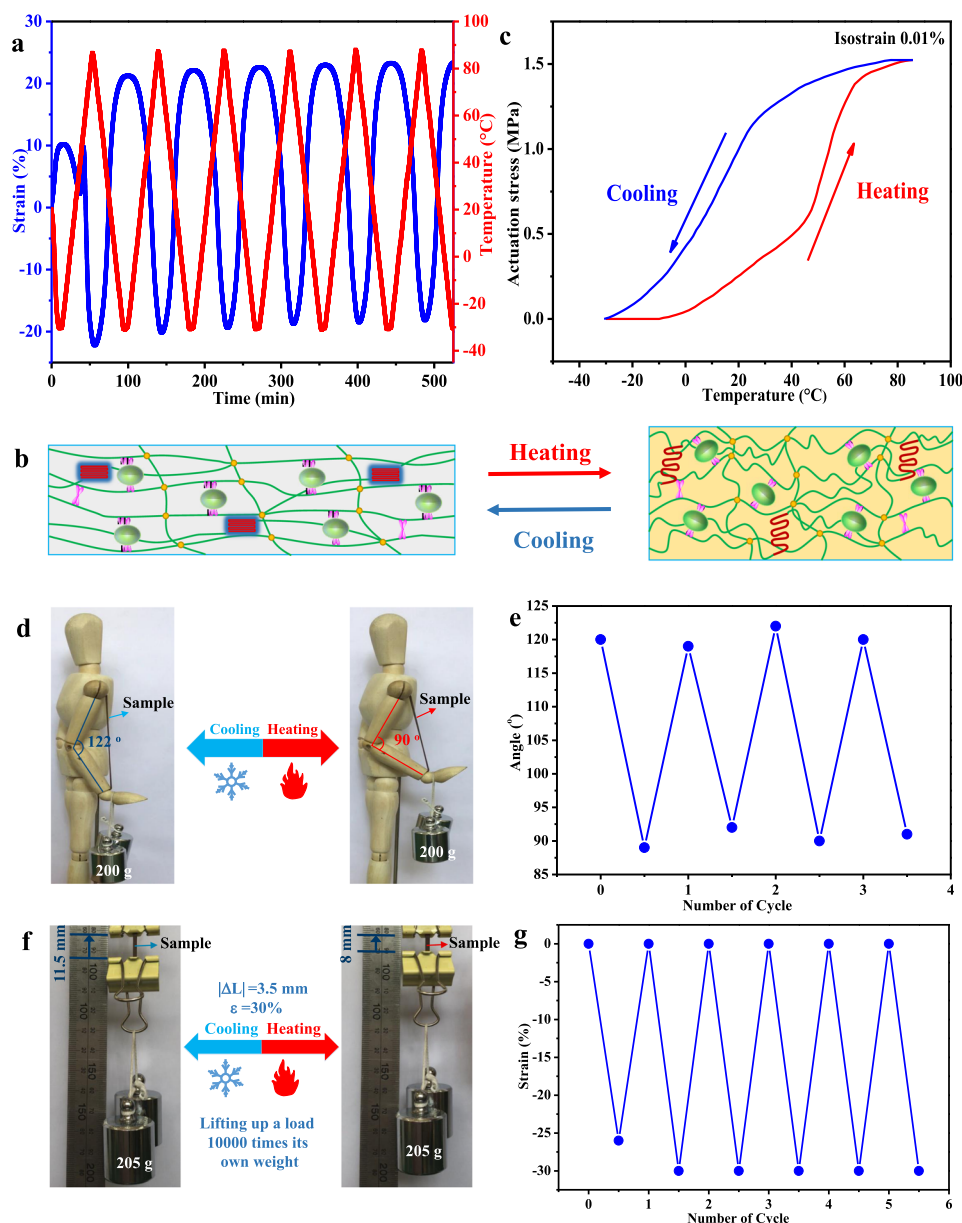 a
30
20
10
0
-10
-20
Strain (%)
100
80
60
40
20
0
-20
-40
Temperature (°C)
0
100
200
300
400
500
Time (min)
c
Isostrain 0.01%
1.5
1.0
0.5
0.0
Actuation stress (MPa)
Cooling
Heating
-40
-20
0
20
40
60
80
100
Temperature (°C)
b
Heating
Cooling
d
Sample
122 o
200 g
Cooling Heating
Sample
90 o
200 g
e
125
120
115
110
105
100
95
90
85
Angle (°)
0
1
2
3
4
Number of Cycle
f
11.5 mm
Sample
205 g
|ΔL| =3.5 mm
ε =30%
Cooling Heating
Lifting up a load
10000 times its
own weight
8 mm
Sample
205 g
g
0
-5
-10
-15
-20
-25
-30
Strain (%)
0
1
2
3
4
5
6
Number of Cycle